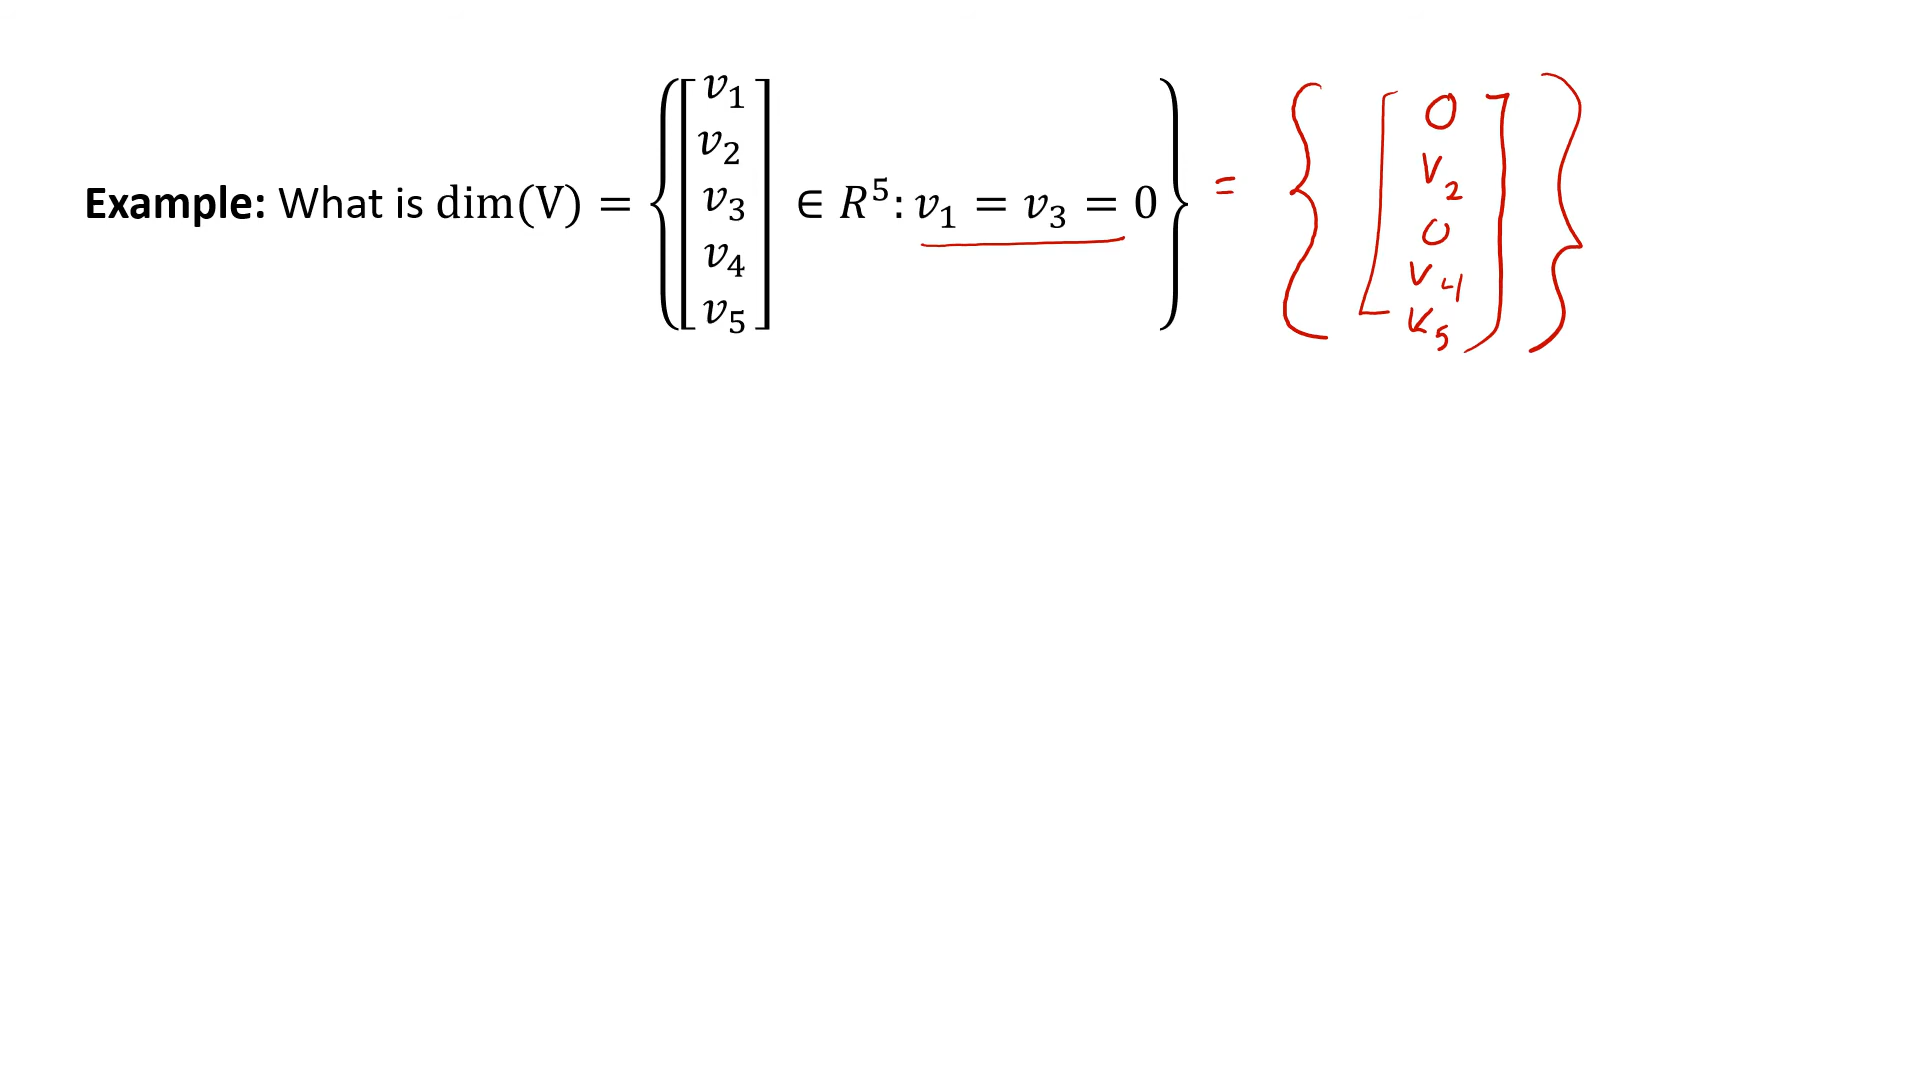 Example: What is dim(V) = { [ v₁ v₂ v₃ v₄ v₅ ] ∈ R⁵: v₁ = v₃ = 0 } = { [ 0 v₂ 0 v₄ v₅ ] }